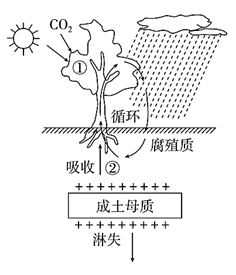 CO₂
①
循环
腐殖质
吸收
②
+ + + + + + + + +
成土母质
+ + + + + + + + +
淋失